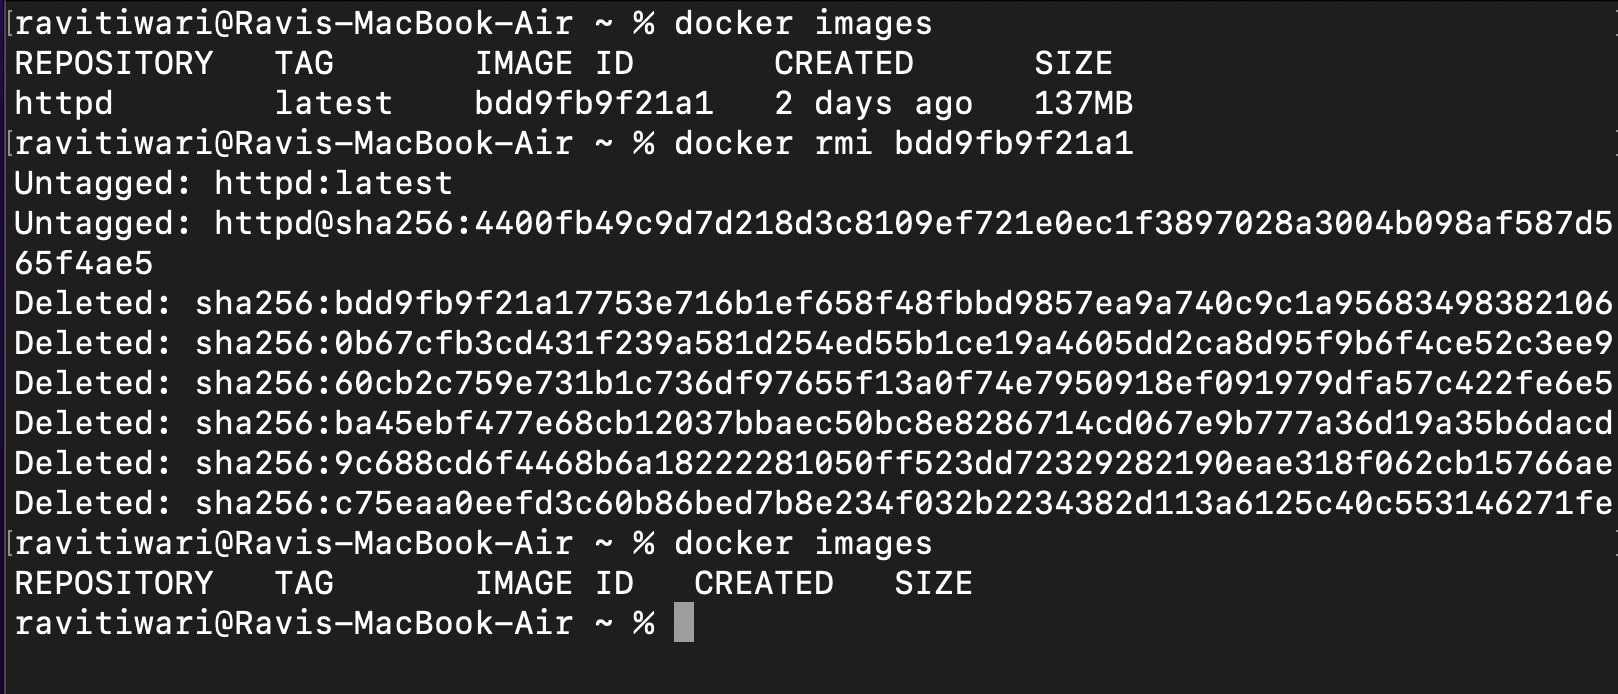 [ravitiwari@Ravis-MacBook-Air ~ % docker images
REPOSITORY   TAG       IMAGE ID       CREATED      SIZE
httpd        latest    bdd9fb9f21a1   2 days ago   137MB
[ravitiwari@Ravis-MacBook-Air ~ % docker rmi bdd9fb9f21a1
Untagged: httpd:latest
Untagged: httpd@sha256:4400fb49c9d7d218d3c8109ef721e0ec1f3897028a3004b098af587d5
65f4ae5
Deleted: sha256:bdd9fb9f21a17753e716b1ef658f48fbbd9857ea9a740c9c1a95683498382106
Deleted: sha256:0b67cfb3cd431f239a581d254ed55b1ce19a4605dd2ca8d95f9b6f4ce52c3ee9
Deleted: sha256:60cb2c759e731b1c736df97655f13a0f74e7950918ef091979dfa57c422fe6e5
Deleted: sha256:ba45ebf477e68cb12037bbaec50bc8e8286714cd067e9b777a36d19a35b6dacd
Deleted: sha256:9c688cd6f4468b6a18222281050ff523dd72329282190eae318f062cb15766ae
Deleted: sha256:c75eaa0eefd3c60b86bed7b8e234f032b2234382d113a6125c40c553146271fe
[ravitiwari@Ravis-MacBook-Air ~ % docker images
REPOSITORY   TAG       IMAGE ID   CREATED   SIZE
ravitiwari@Ravis-MacBook-Air ~ %